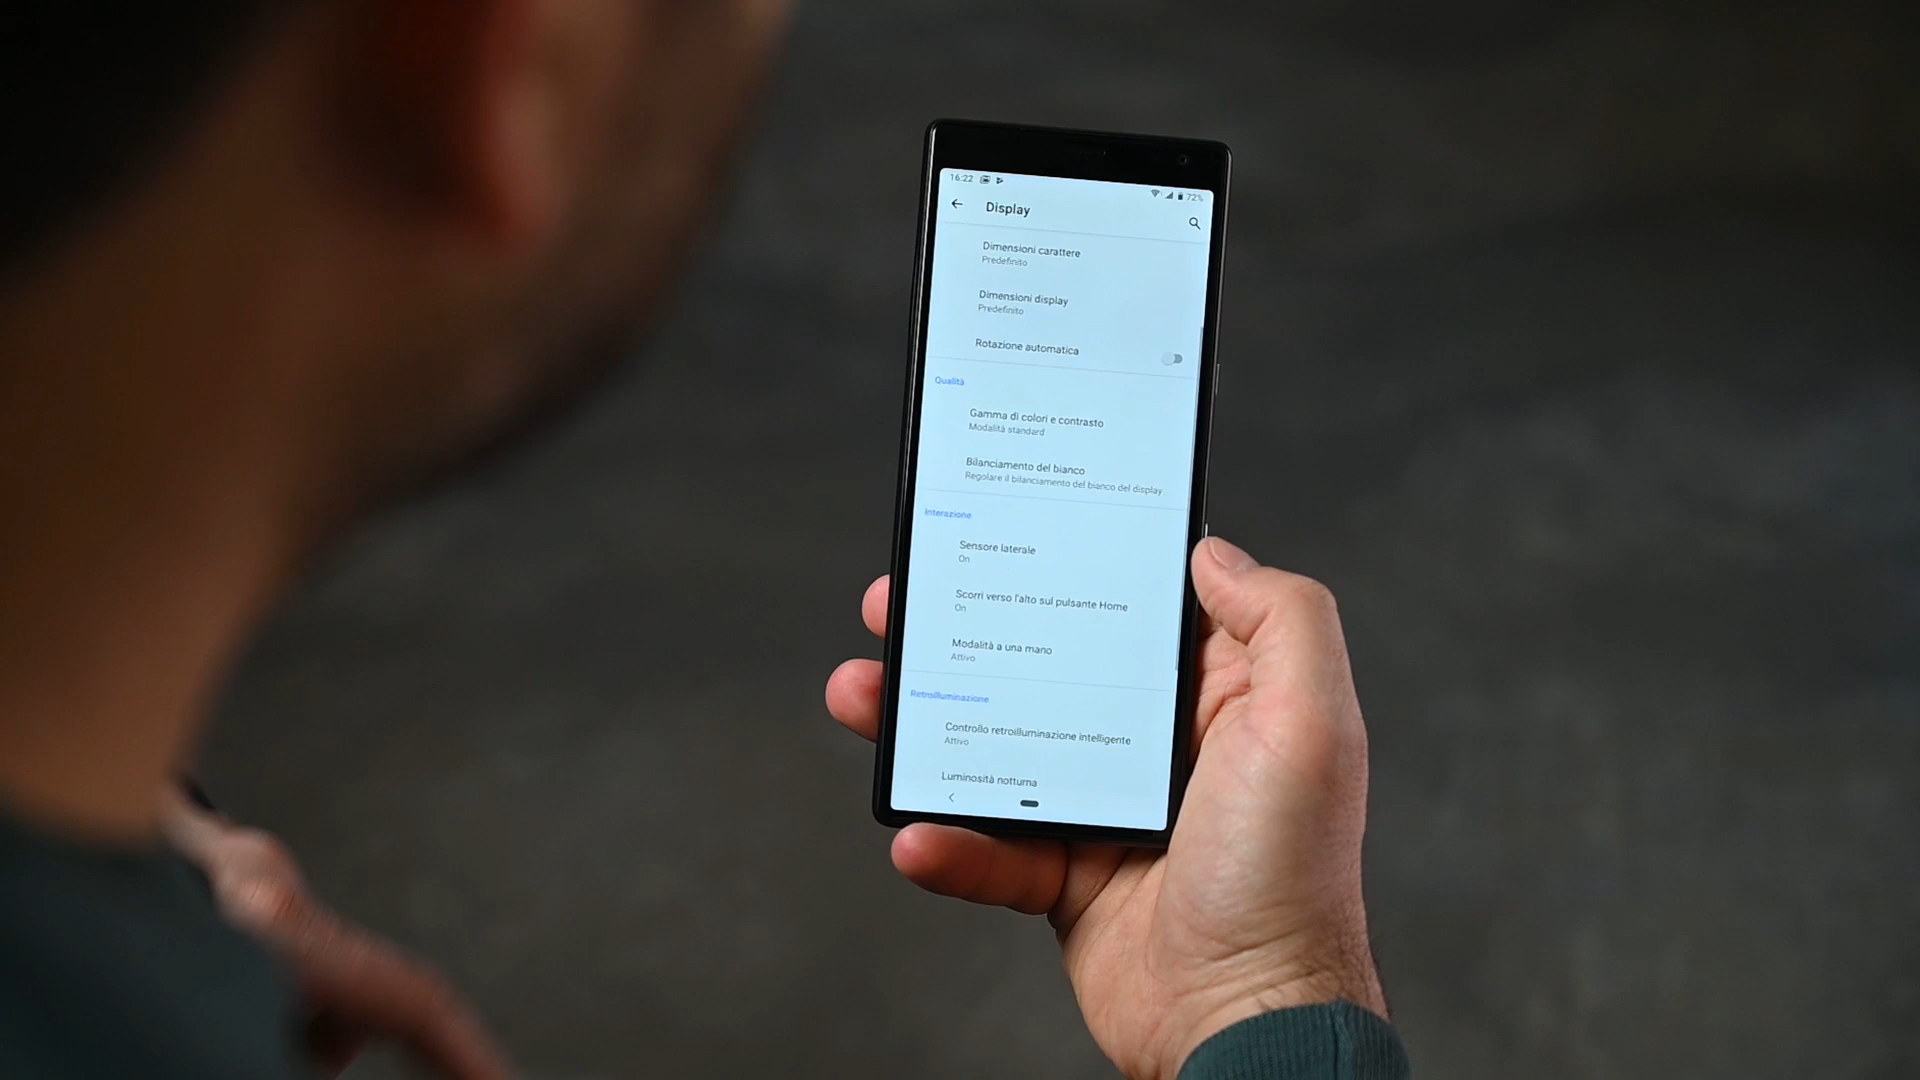 16:22
72%
Display
Dimensioni carattere
Predefinito
Dimensioni display
Predefinito
Rotazione automatica
Qualità
Gamma di colori e contrasto
Modalità standard
Bilanciamento del bianco
Regolare il bilanciamento del bianco del display
Interazione
Sensore laterale
On
Scorri verso l'alto sul pulsante Home
On
Modalità a una mano
Attivo
Retroilluminazione
Controllo retroilluminazione intelligente
Attivo
Luminosità notturna